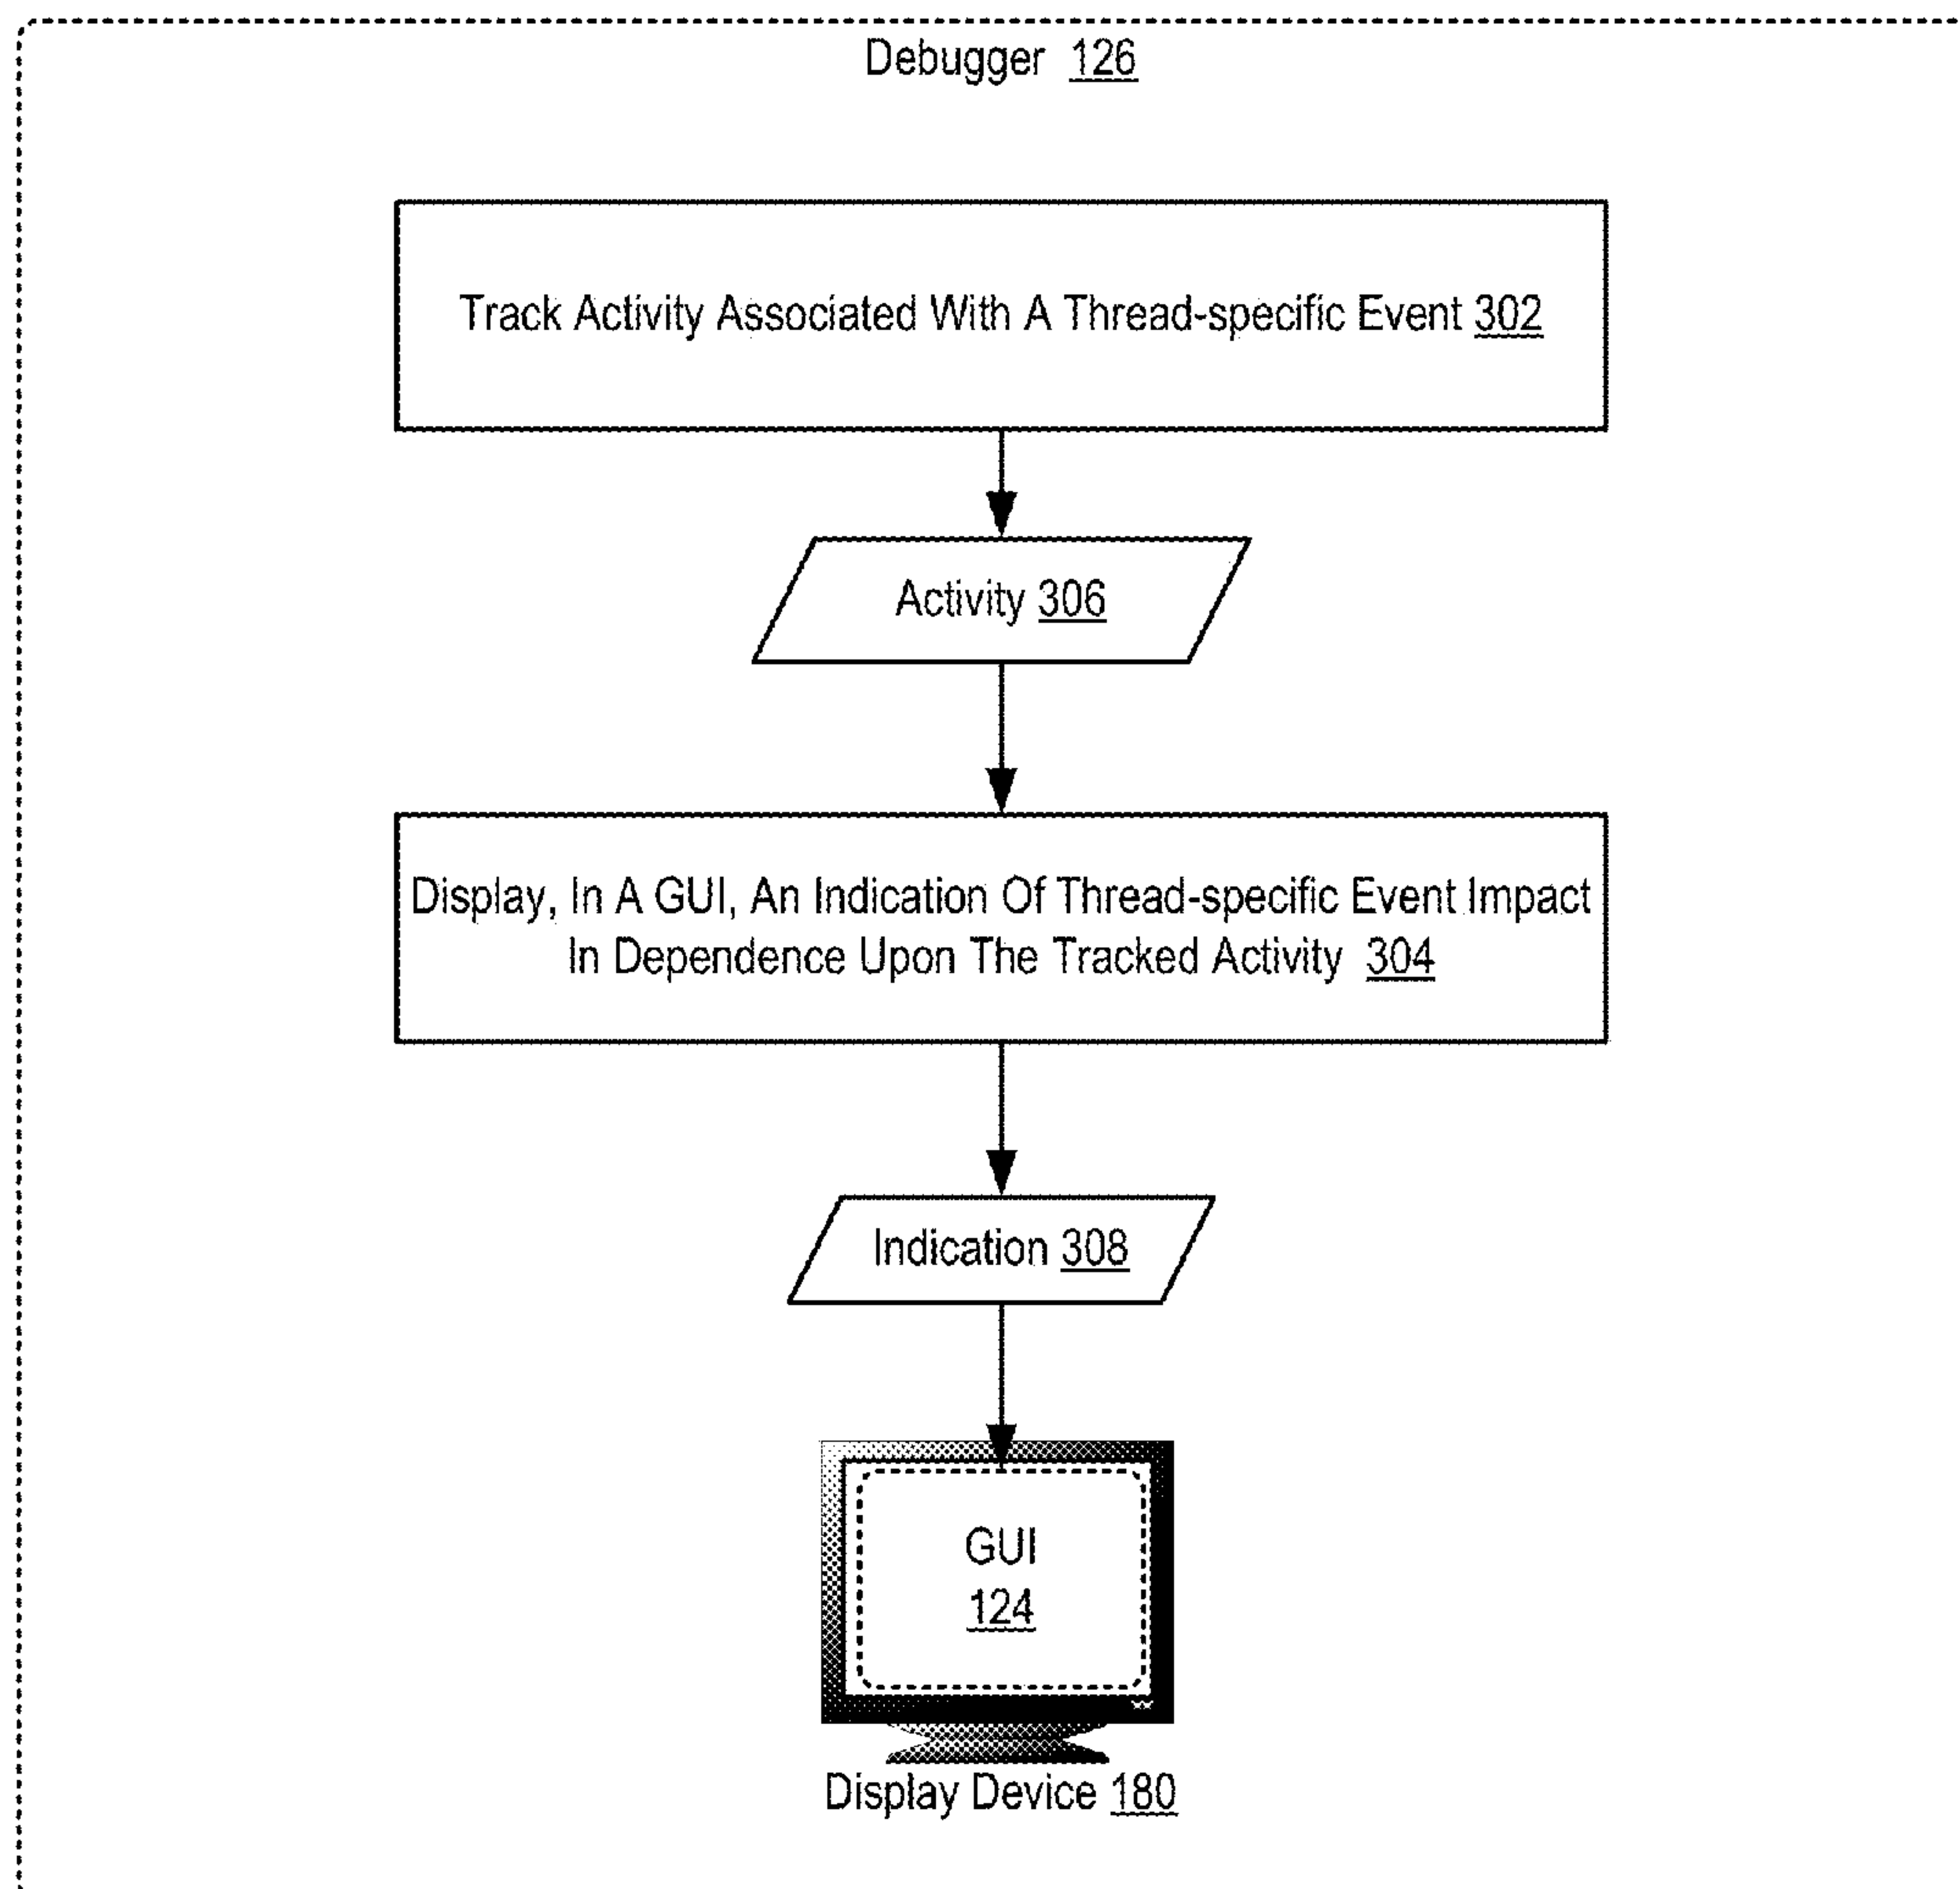 Debugger 126
Track Activity Associated With A Thread-specific Event 302
Activity 306
Display, In A GUI, An Indication Of Thread-specific Event Impact
In Dependence Upon The Tracked Activity 304
Indication 308
GUI
124
Display Device 180